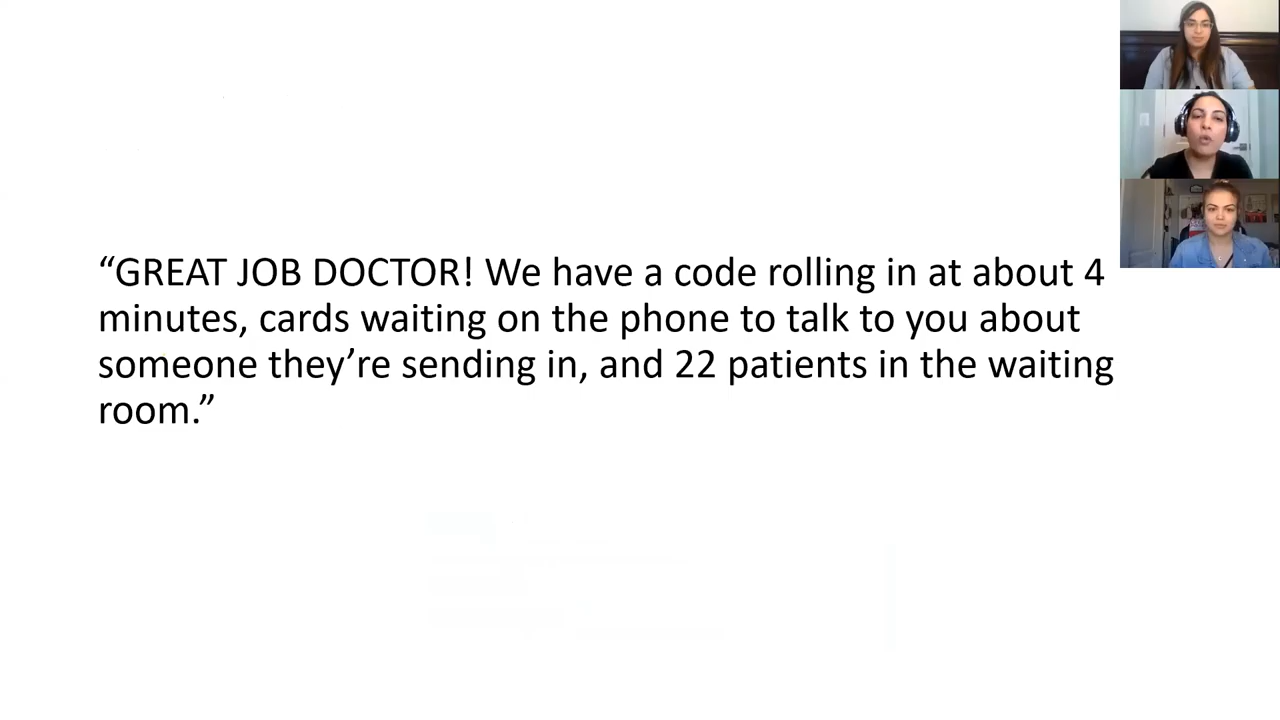 “GREAT JOB DOCTOR! We have a code rolling in at about 4
minutes, cards waiting on the phone to talk to you about
someone they’re sending in, and 22 patients in the waiting
room.”